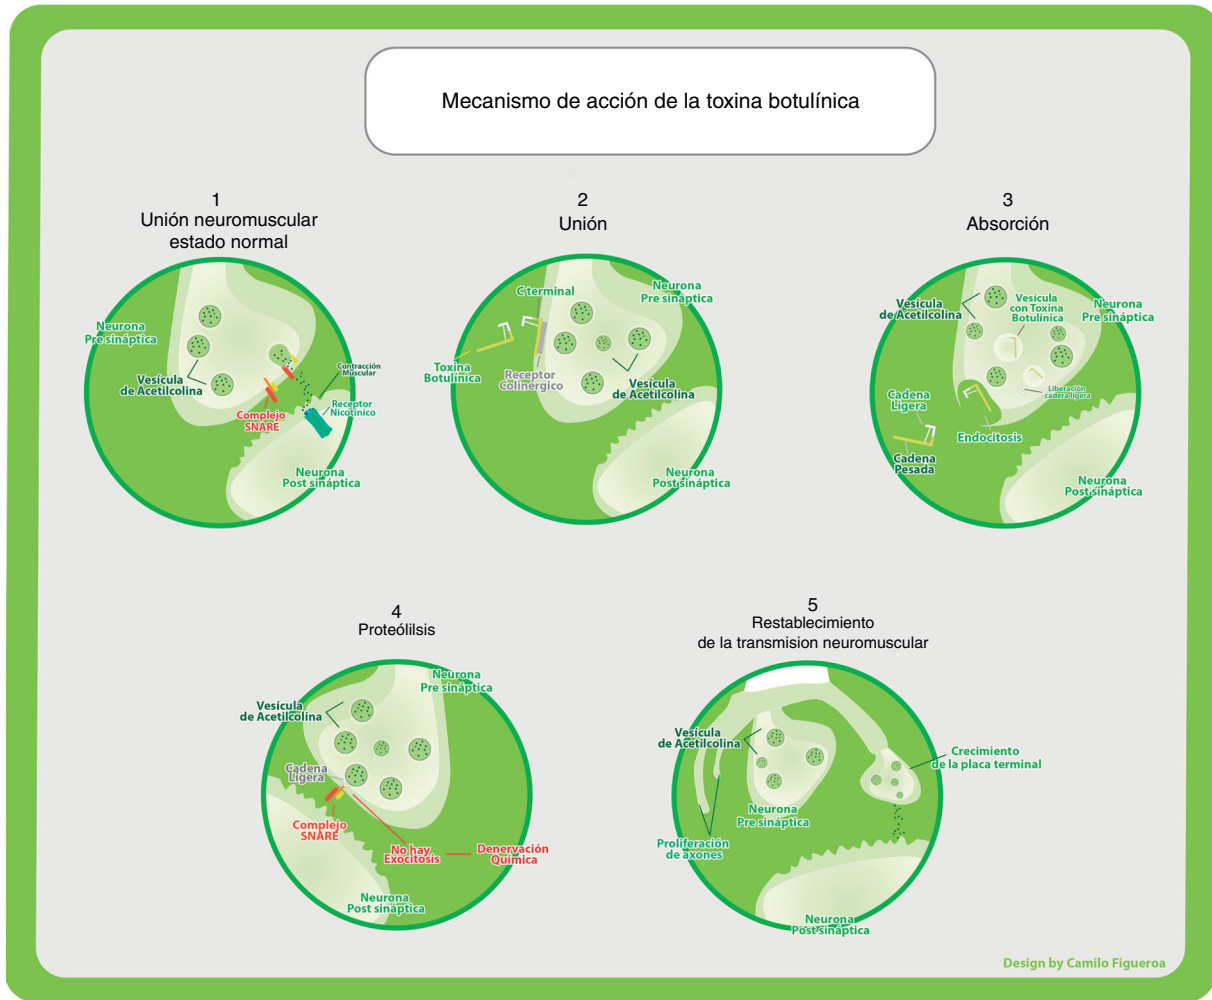 Mecanismo de acción de la toxina botulínica
1
Unión neuromuscular
estado normal
Neurona
Pre sináptica
Vesícula
de Acetilcolina
Complejo
SNARE
Contracción
Muscular
Receptor
Nicotínico
Neurona
Post sináptica
2
Unión
C terminal
Neurona
Pre sináptica
Toxina
Botulínica
Receptor
Colinérgico
Vesícula
de Acetilcolina
Neurona
Post sináptica
3
Absorción
Vesícula
de Acetilcolina
Vesícula
con Toxina
Botulínica
Neurona
Pre sináptica
Cadena
Ligera
Liberación
cadera ligera
Endocitosis
Cadena
Pesada
Neurona
Post sináptica
4
Proteólilsis
Neurona
Pre sináptica
Vesícula
de Acetilcolina
Cadena
Ligera
Complejo
SNARE
No hay
Exocitosis
Denervación
Química
Neurona
Post sináptica
5
Restablecimiento
de la transmision neuromuscular
Vesícula
de Acetilcolina
Crecimiento
de la placa terminal
Neurona
Pre sináptica
Proliferación
de axones
Neurona
Post sináptica
Design by Camilo Figueroa